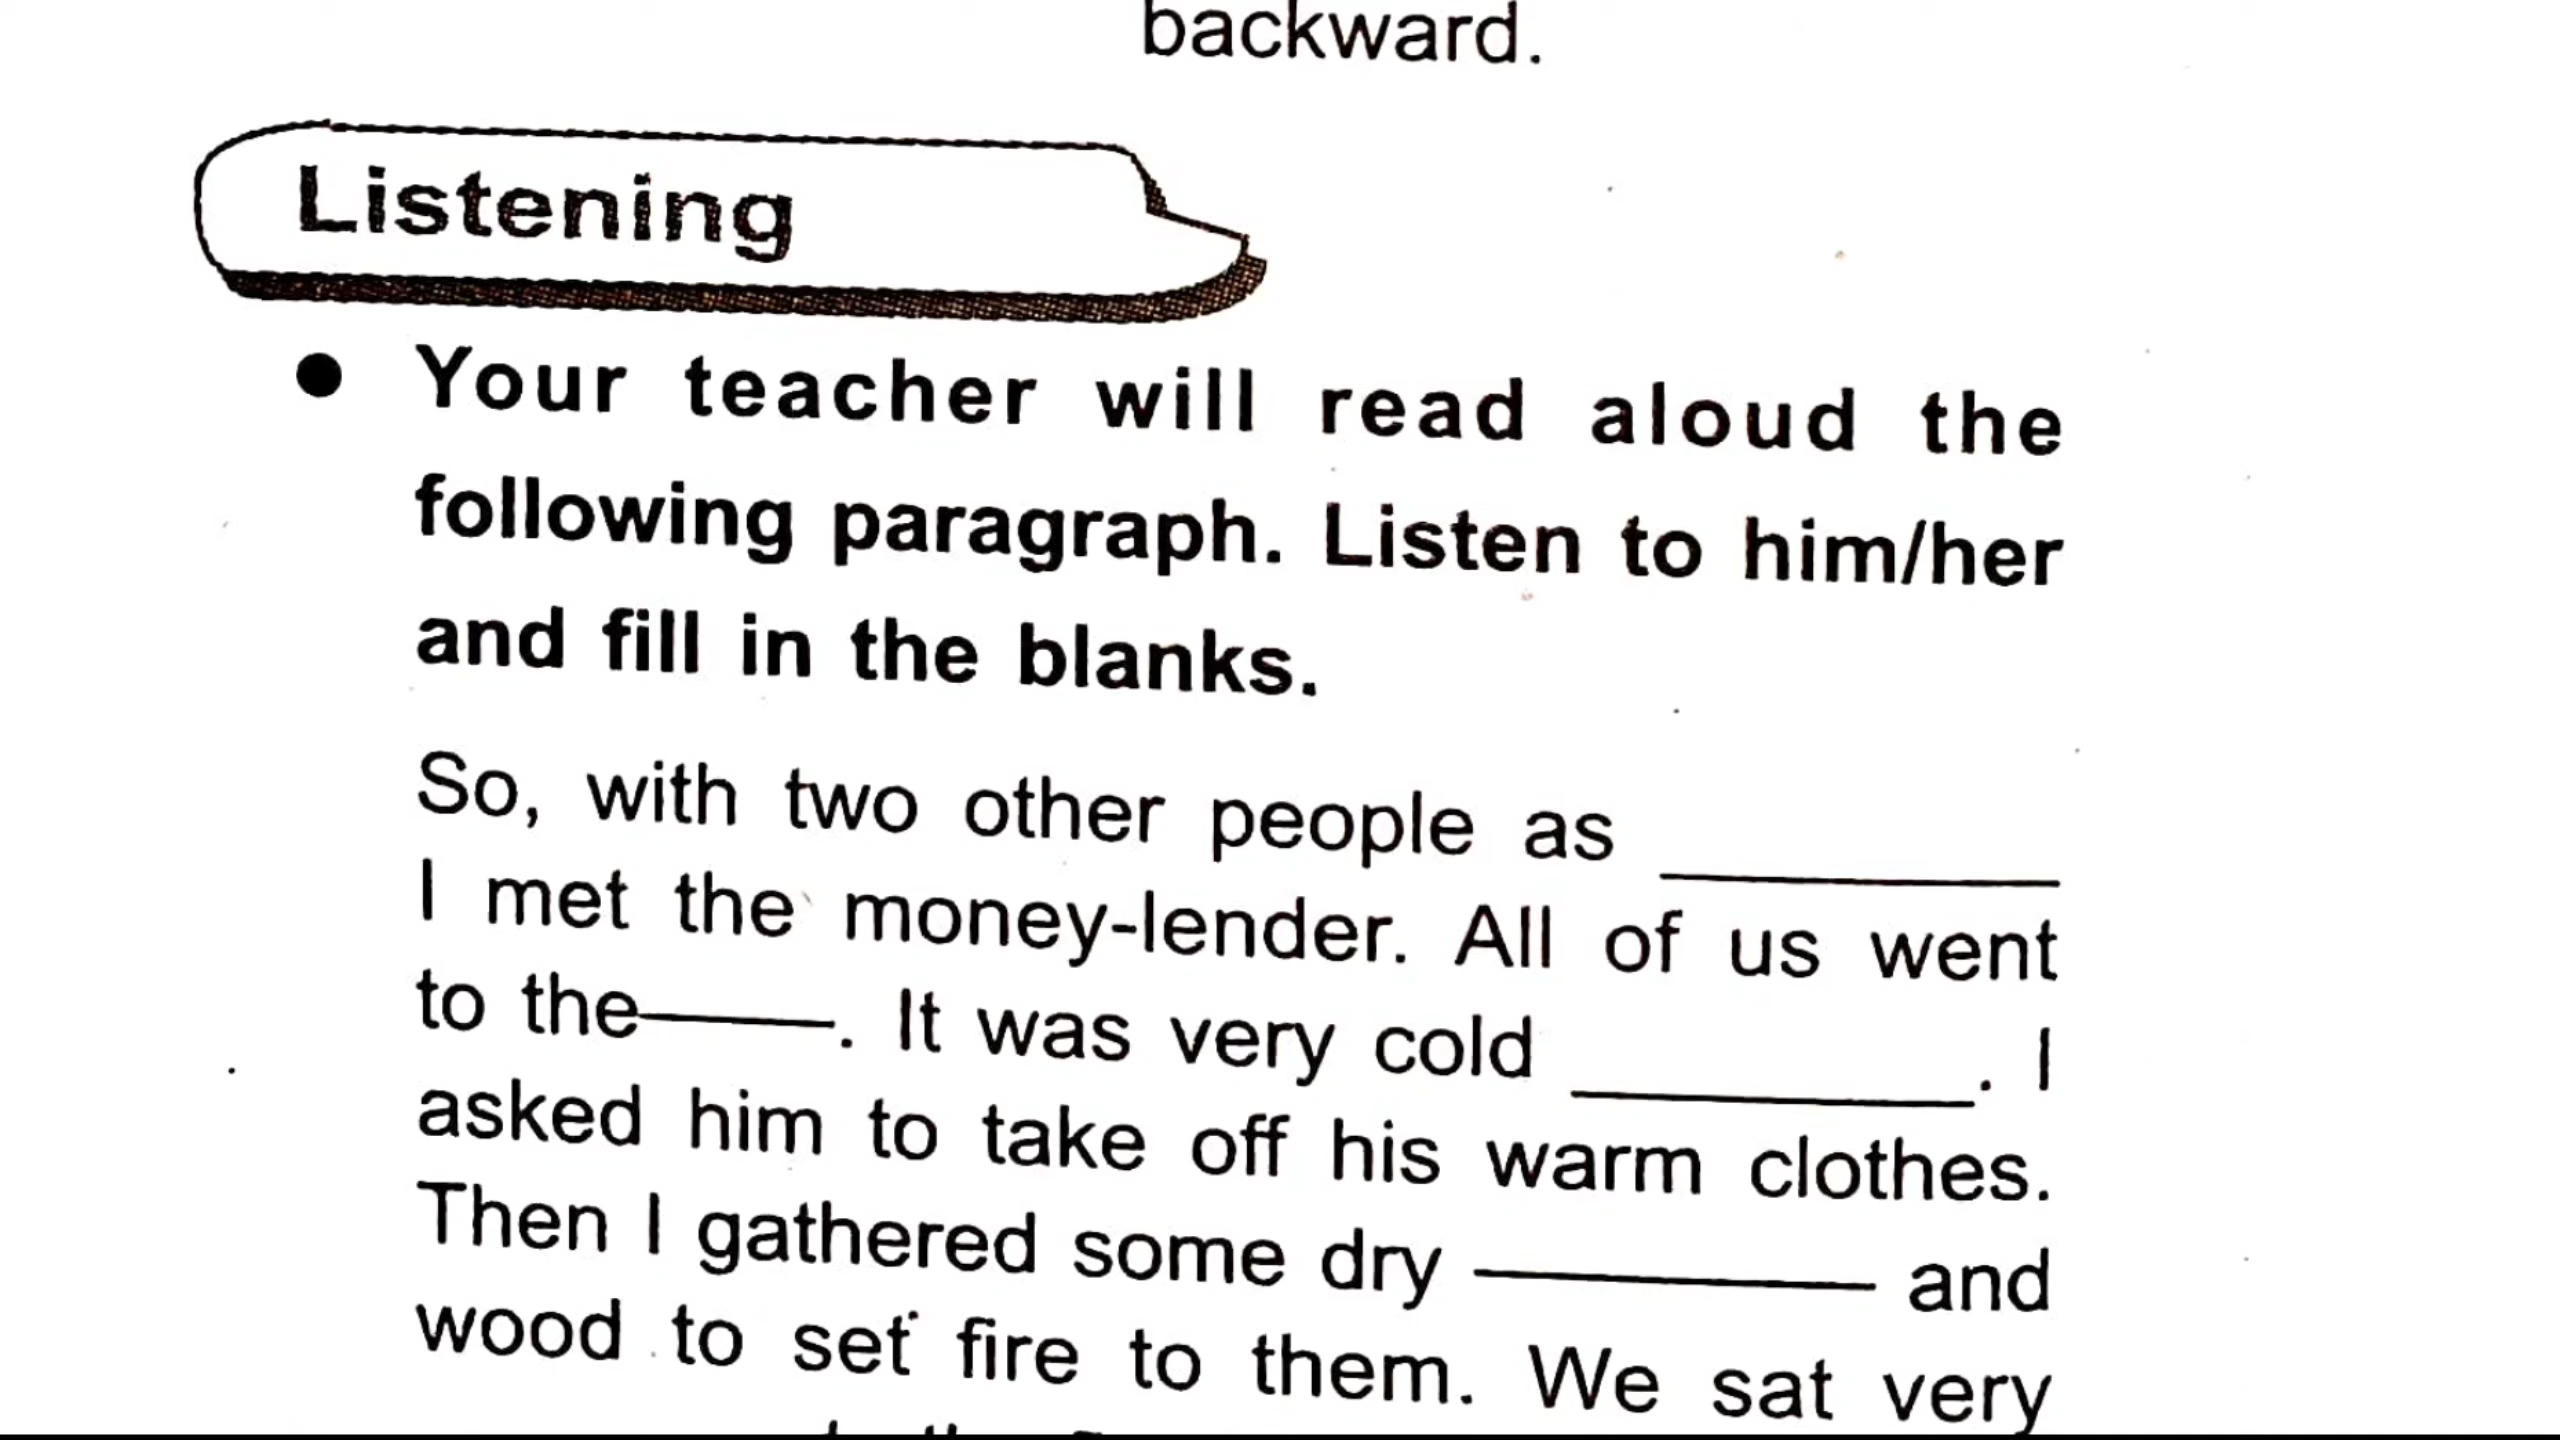 backward.
Listening
● Your teacher will read aloud the
following paragraph. Listen to him/her
and fill in the blanks.
So, with two other people as ________
I met the money-lender. All of us went
to the____. It was very cold ________. I
asked him to take off his warm clothes.
Then I gathered some dry ________ and
wood to set fire to them. We sat very